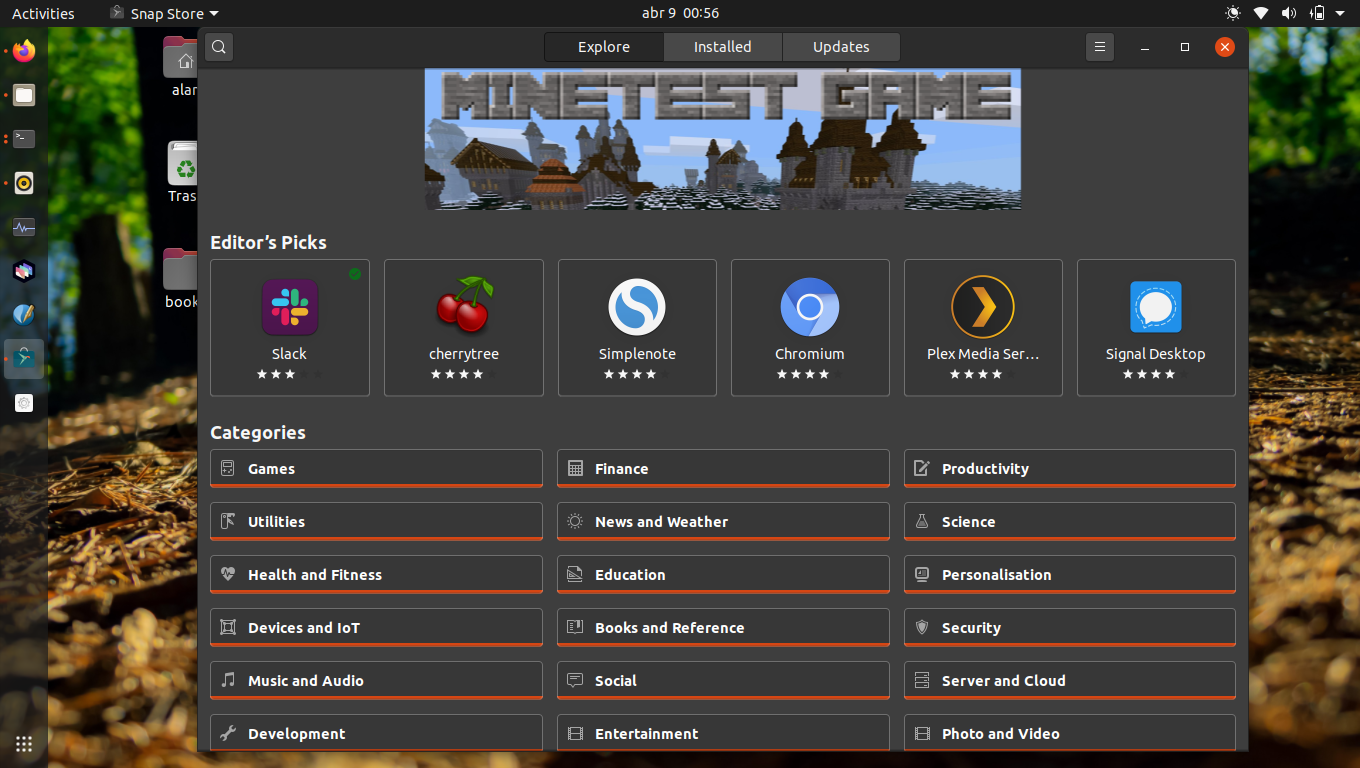 Activities
Snap Store
abr 9 00:56
Explore
Installed
Updates
MINETEST GAME
alan
Tras
book
Editor’s Picks
Slack
cherrytree
Simplenote
Chromium
Plex Media Ser…
Signal Desktop
Categories
Games
Finance
Productivity
Utilities
News and Weather
Science
Health and Fitness
Education
Personalisation
Devices and IoT
Books and Reference
Security
Music and Audio
Social
Server and Cloud
Development
Entertainment
Photo and Video